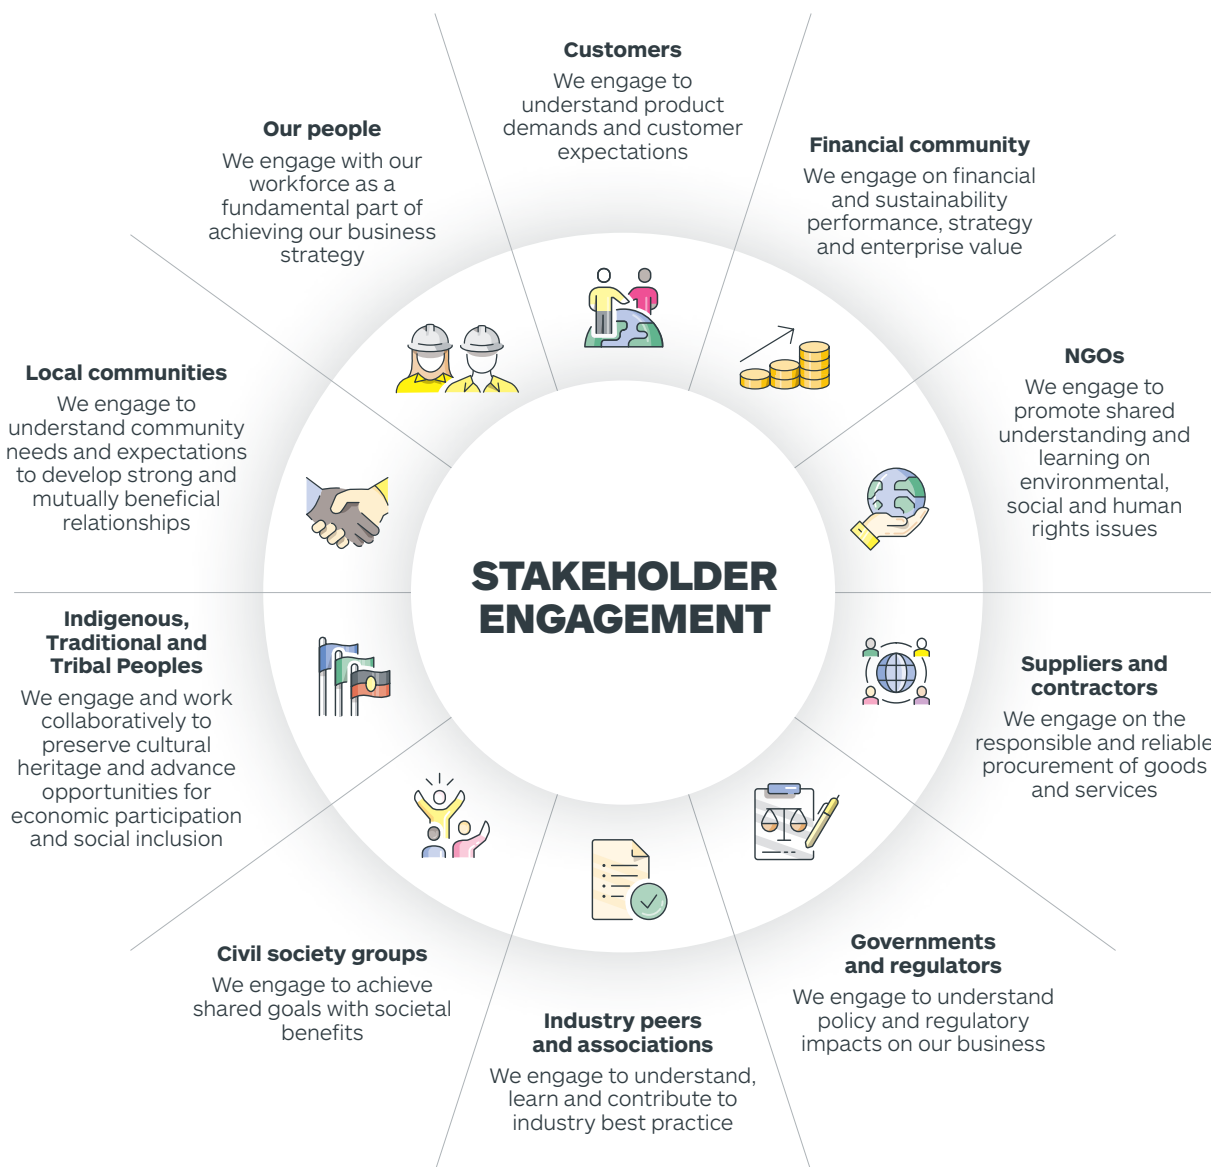 Customers
We engage to
understand product
demands and customer
expectations
Financial community
We engage on financial
and sustainability
performance, strategy
and enterprise value
NGOs
We engage to
promote shared
understanding and
learning on
environmental,
social and human
rights issues
Suppliers and
contractors
We engage on the
responsible and reliable
procurement of goods
and services
Governments
and regulators
We engage to understand
policy and regulatory
impacts on our business
Industry peers
and associations
We engage to understand,
learn and contribute to
industry best practice
Civil society groups
We engage to achieve
shared goals with societal
benefits
Indigenous,
Traditional and
Tribal Peoples
We engage and work
collaboratively to
preserve cultural
heritage and advance
opportunities for
economic participation
and social inclusion
Local communities
We engage to
understand community
needs and expectations
to develop strong and
mutually beneficial
relationships
Our people
We engage with our
workforce as a
fundamental part of
achieving our business
strategy
STAKEHOLDER
ENGAGEMENT